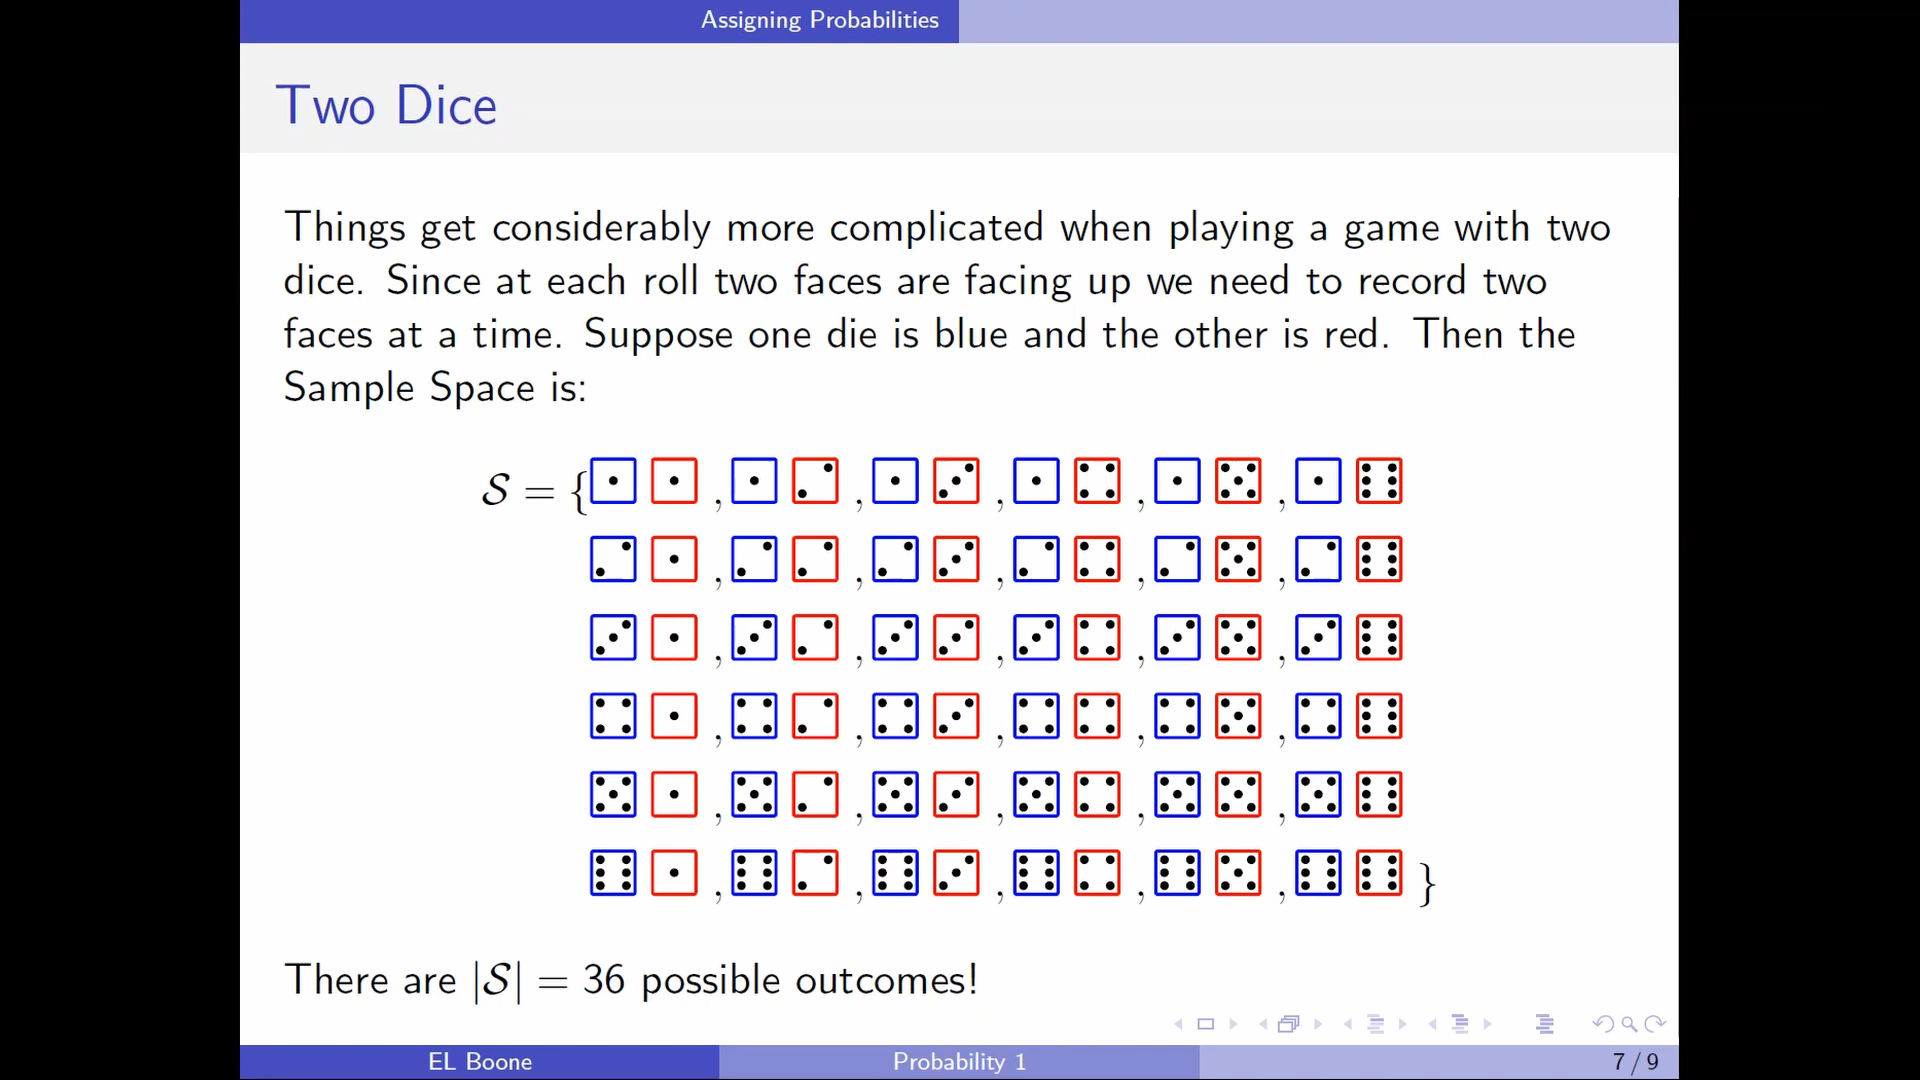 Assigning Probabilities
Two Dice
Things get considerably more complicated when playing a game with two
dice. Since at each roll two faces are facing up we need to record two
faces at a time. Suppose one die is blue and the other is red. Then the
Sample Space is:
𝒮 = { , , , , ,
, , , , ,
, , , , ,
, , , , ,
, , , , ,
, , , , , }
There are |𝒮| = 36 possible outcomes!
EL Boone
Probability 1
7 / 9